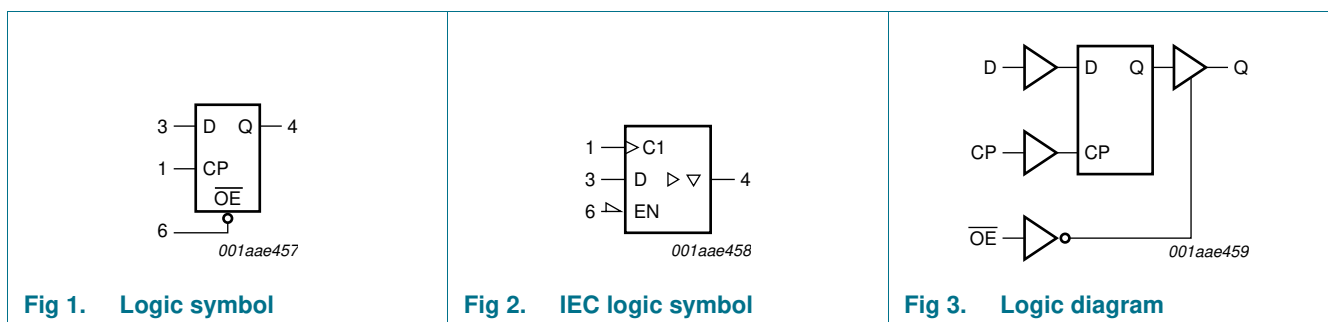 3 D Q 4
1 CP
OE
6
001aae457
Fig 1. Logic symbol
1 C1
3 D 4
6 EN
001aae458
Fig 2. IEC logic symbol
D D Q Q
CP CP
OE
001aae459
Fig 3. Logic diagram